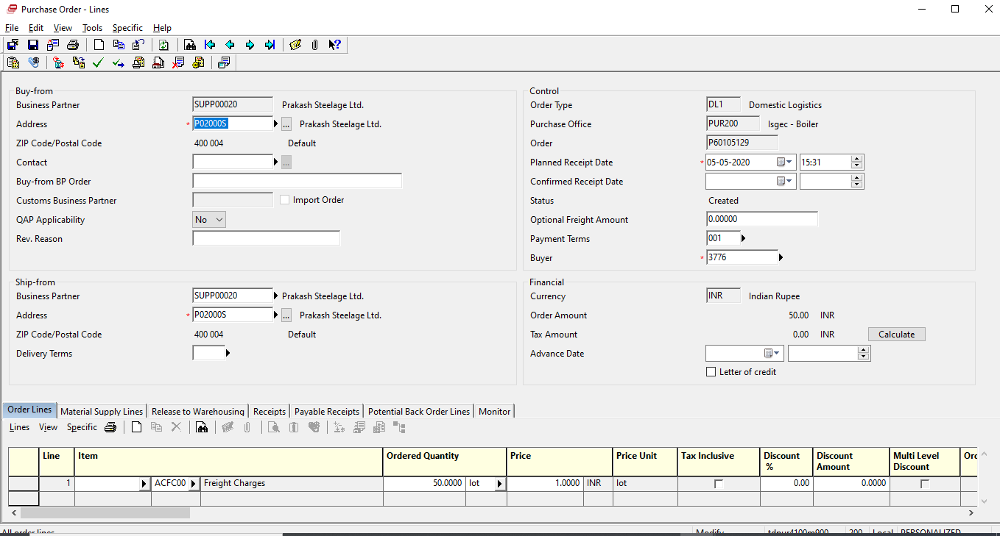 Purchase Order - Lines
File Edit View Tools Specific Help
Buy-from
Business Partner SUPP00020 Prakash Steelage Ltd.
Address * P02000S ... Prakash Steelage Ltd.
ZIP Code/Postal Code 400 004 Default
Contact ...
Buy-from BP Order
Customs Business Partner Import Order
QAP Applicability No
Rev. Reason
Control
Order Type DL1 Domestic Logistics
Purchase Office PUR200 Isgec - Boiler
Order P60105129
Planned Receipt Date * 05-05-2020 15:31
Confirmed Receipt Date
Status Created
Optional Freight Amount 0.00000
Payment Terms 001
Buyer * 3776
Ship-from
Business Partner SUPP00020 Prakash Steelage Ltd.
Address * P02000S ... Prakash Steelage Ltd.
ZIP Code/Postal Code 400 004 Default
Delivery Terms
Financial
Currency INR Indian Rupee
Order Amount 50.00 INR
Tax Amount 0.00 INR Calculate
Advance Date
Letter of credit
Order Lines Material Supply Lines Release to Warehousing Receipts Payable Receipts Potential Back Order Lines Monitor
Lines View Specific
Line Item Ordered Quantity Price Price Unit Tax Inclusive Discount % Discount Amount Multi Level Discount Orc
1 ACFC00 Freight Charges 50.0000 lot 1.0000 INR lot 0.00 0.0000
All order lines Modify tdpur4100m900 200 Local PERSONALIZED